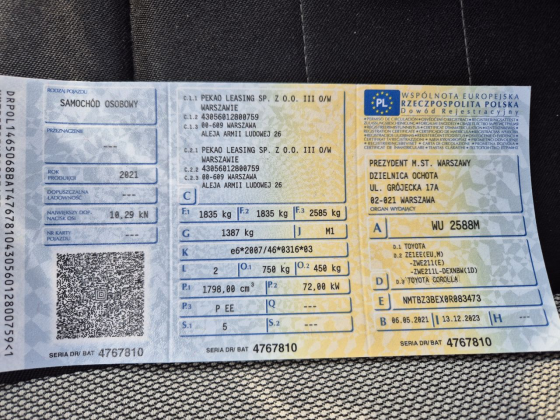 RODZAJ POJAZDU
SAMOCHÓD OSOBOWY
PRZEZNACZENIE
---
ROK PRODUKCJI
2021
DOPUSZCZALNA ŁADOWNOŚĆ
---
NAJWIĘKSZY DOP. NACISK OSI
10,29 kN
NR KARTY POJAZDU
---
SERIA DR/ BAT 4767810
C.1.1 PEKAO LEASING SP. Z O.O. III O/W
WARSZAWIE
C.1.2 43056012800759
C.1.3 00-609 WARSZAWA
ALEJA ARMII LUDOWEJ 26
C.2.1 PEKAO LEASING SP. Z O.O. III O/W
WARSZAWIE
C.2.2 43056012800759
C.2.3 00-609 WARSZAWA
ALEJA ARMII LUDOWEJ 26
C
F.1 1835 kg F.2 1835 kg F.3 2585 kg
G 1387 kg J M1
K e6*2007/46*0316*03
L 2 O.1 750 kg O.2 450 kg
P.1 1798,00 cm³ P.2 72,00 kW
P.3 P EE Q ---
S.1 5 S.2 ---
SERIA DR/ BAT 4767810
PL
WSPÓLNOTA EUROPEJSKA
RZECZPOSPOLITA POLSKA
Dowód Rejestracyjny
PREZYDENT M.ST. WARSZAWY
DZIELNICA OCHOTA
UL. GRÓJECKA 17A
02-021 WARSZAWA
ORGAN WYDAJĄCY
A WU 2588M
D.1 TOYOTA
D.2 ZE1EE(EU,M)
-ZWE211(E)
-ZWE211L-DEXNBW(1D)
D D.3 TOYOTA COROLLA
E NMTBZ3BEX0R083473
B 06.05.2021 I 13.12.2023 H ---
SERIA DR/ BAT 4767810